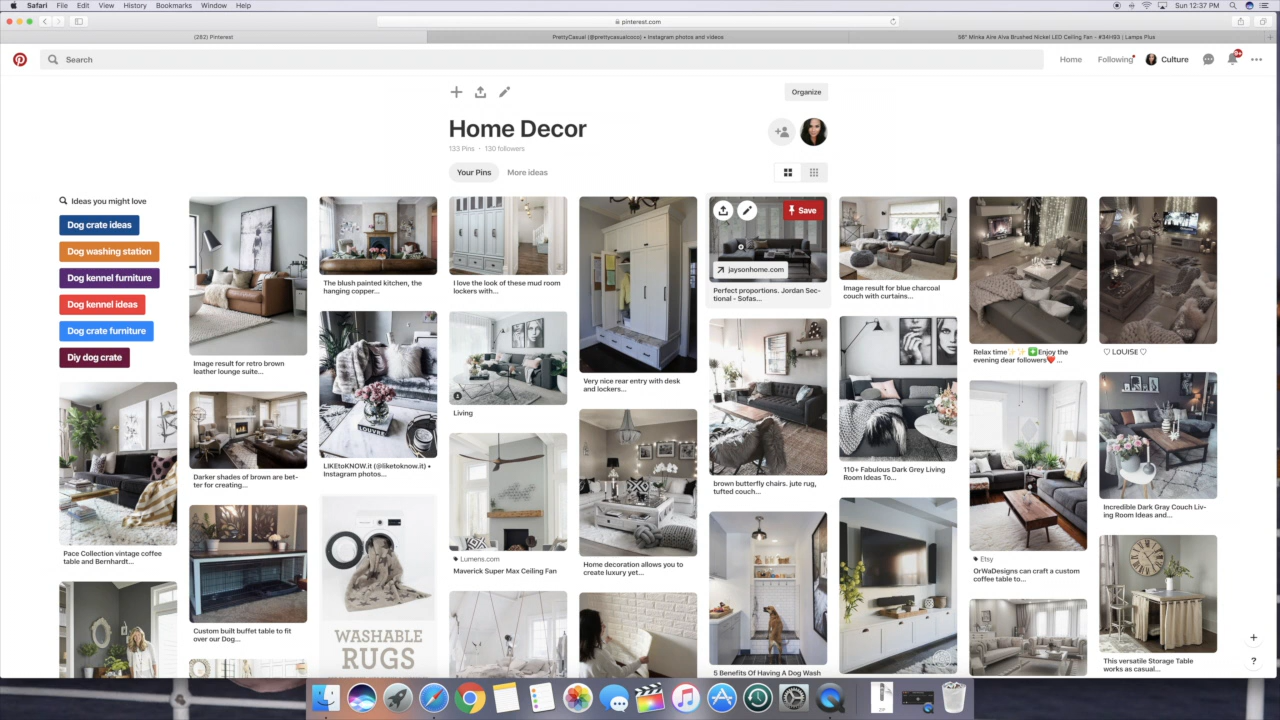 Safari File Edit View History Bookmarks Window Help
Sun 12:37 PM
pinterest.com
(282) Pinterest
PrettyCasual (@prettycasualcoco) • Instagram photos and videos
56" Minka Aire Alva Brushed Nickel LED Ceiling Fan - #34H93 | Lamps Plus
Search
Home
Following
Culture
9+
Organize
Home Decor
133 Pins • 130 followers
Your Pins
More ideas
Ideas you might love
Dog crate ideas
Dog washing station
Dog kennel furniture
Dog kennel ideas
Dog crate furniture
Diy dog crate
Pace Collection vintage coffee
table and Bernhardt...
Image result for retro brown
leather lounge suite...
Darker shades of brown are bet-
ter for creating...
Custom built buffet table to fit
over our Dog...
The blush painted kitchen, the
hanging copper...
LOUVRE
LIKEtoKNOW.it (@liketoknow.it) •
Instagram photos...
WASHABLE
RUGS
I love the look of these mud room
lockers with...
Living
Lumens.com
Maverick Super Max Ceiling Fan
Very nice rear entry with desk
and lockers...
Home decoration allows you to
create luxury yet...
Save
jaysonhome.com
Perfect proportions. Jordan Sec-
tional - Sofas...
brown butterfly chairs. jute rug,
tufted couch...
5 Benefits Of Having A Dog Wash
Image result for blue charcoal
couch with curtains...
110+ Fabulous Dark Grey Living
Room Ideas To...
Relax time✨✨➕Enjoy the
evening dear followers❤️ ...
Etsy
OrWaDesigns can craft a custom
coffee table to...
♡ LOUISE ♡
Incredible Dark Gray Couch Liv-
ing Room Ideas and...
This versatile Storage Table
works as casual...
+
?